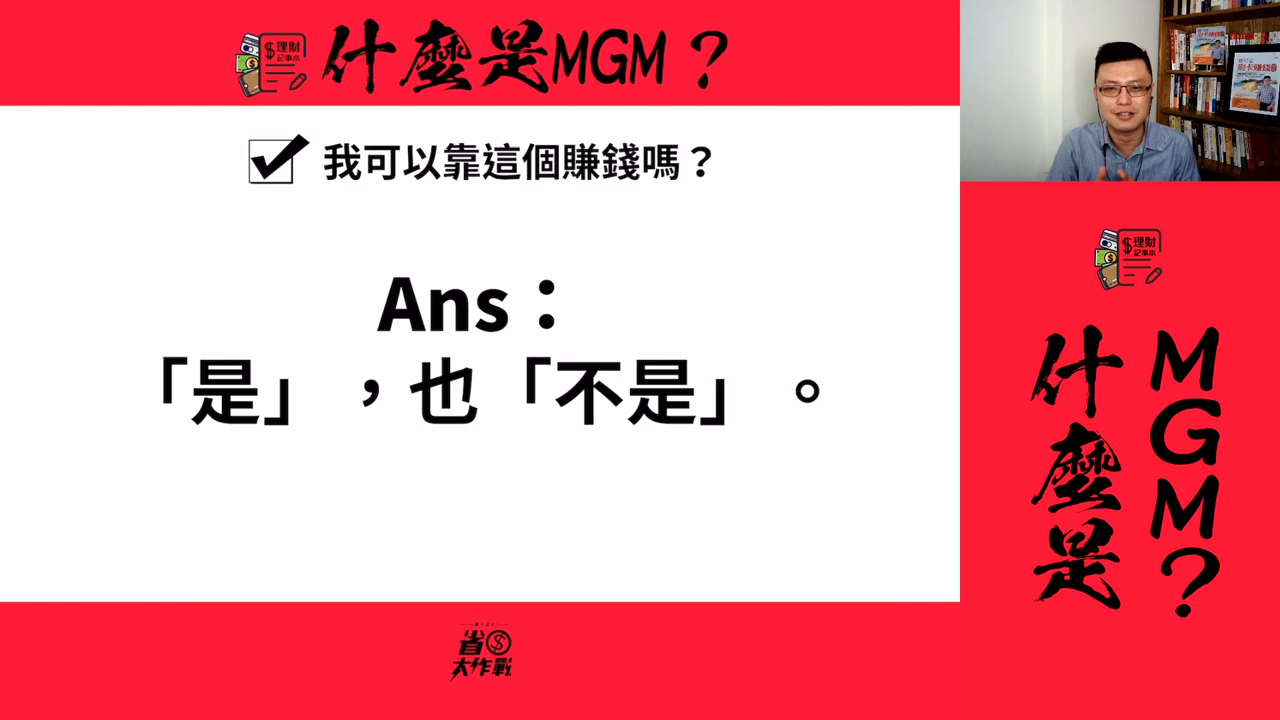 $理財
記事本
什麼是MGM？
我可以靠這個賺錢嗎？
Ans：
「是」，也「不是」。
省$
大作戰
$理財
記事本
什麼是
MGM?